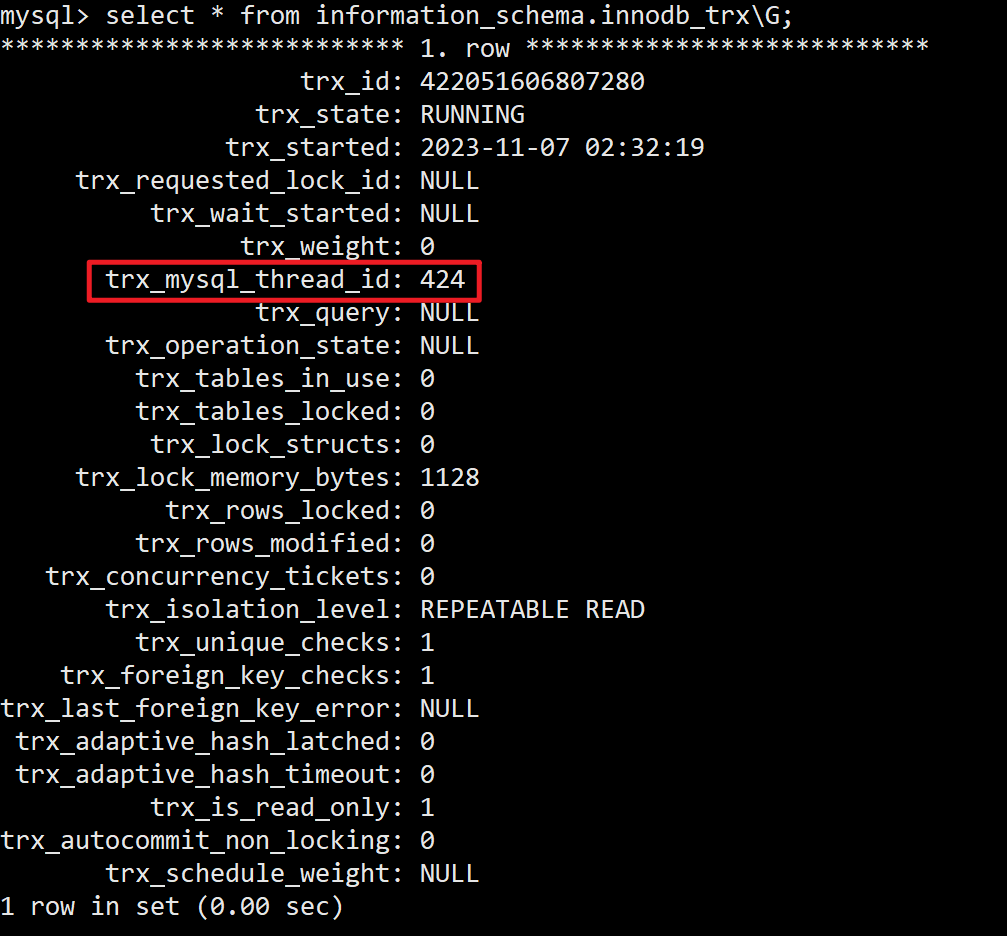 mysql> select * from information_schema.innodb_trx\G;
*************************** 1. row ***************************
trx_id: 422051606807280
trx_state: RUNNING
trx_started: 2023-11-07 02:32:19
trx_requested_lock_id: NULL
trx_wait_started: NULL
trx_weight: 0
trx_mysql_thread_id: 424
trx_query: NULL
trx_operation_state: NULL
trx_tables_in_use: 0
trx_tables_locked: 0
trx_lock_structs: 0
trx_lock_memory_bytes: 1128
trx_rows_locked: 0
trx_rows_modified: 0
trx_concurrency_tickets: 0
trx_isolation_level: REPEATABLE READ
trx_unique_checks: 1
trx_foreign_key_checks: 1
trx_last_foreign_key_error: NULL
trx_adaptive_hash_latched: 0
trx_adaptive_hash_timeout: 0
trx_is_read_only: 1
trx_autocommit_non_locking: 0
trx_schedule_weight: NULL
1 row in set (0.00 sec)